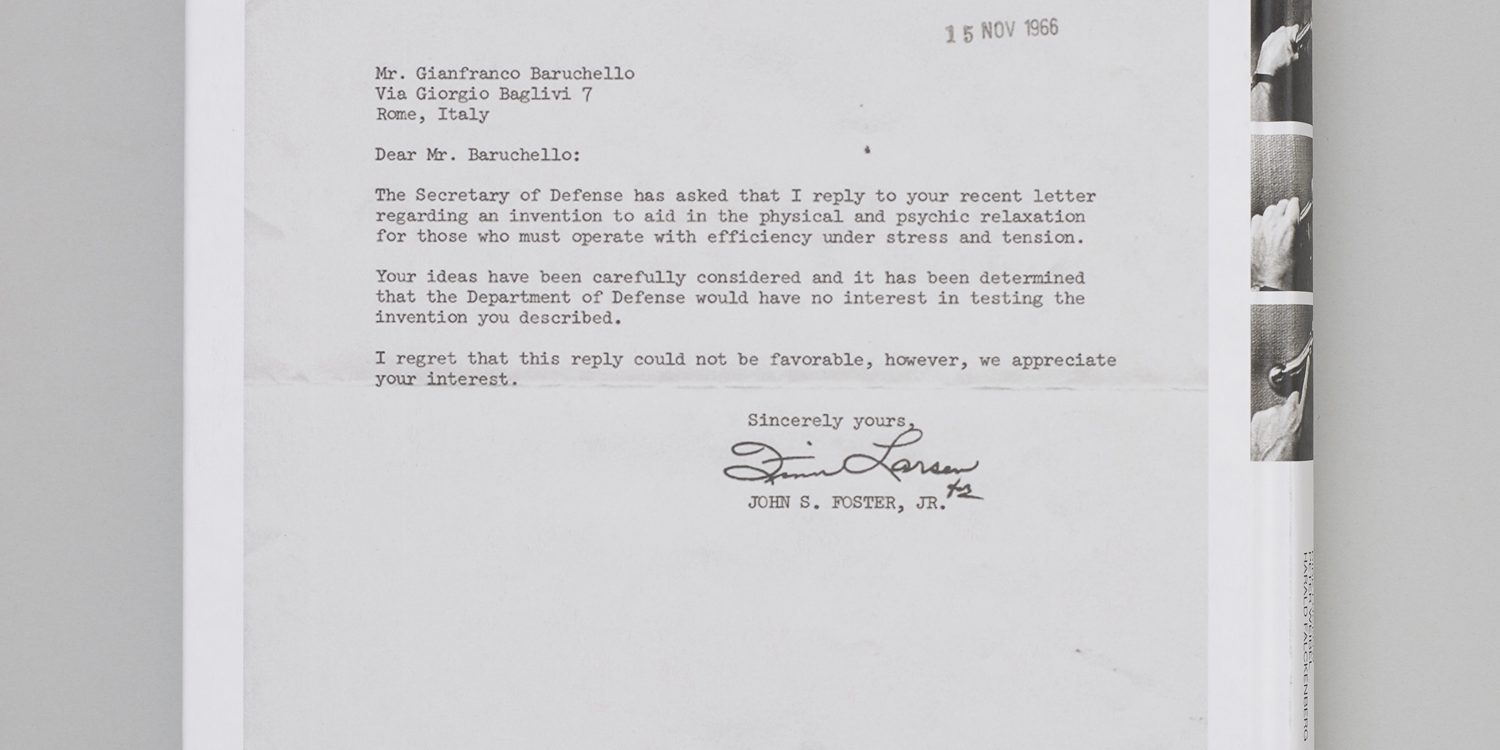 15 NOV 1966
Mr. Gianfranco Baruchello
Via Giorgio Baglivi 7
Rome, Italy
Dear Mr. Baruchello:
The Secretary of Defense has asked that I reply to your recent letter
regarding an invention to aid in the physical and psychic relaxation
for those who must operate with efficiency under stress and tension.
Your ideas have been carefully considered and it has been determined
that the Department of Defense would have no interest in testing the
invention you described.
I regret that this reply could not be favorable, however, we appreciate
your interest.
Sincerely yours,
Finn Larsen
for
JOHN S. FOSTER, JR.
PETER WEIBEL
HARALD FALCKENBERG